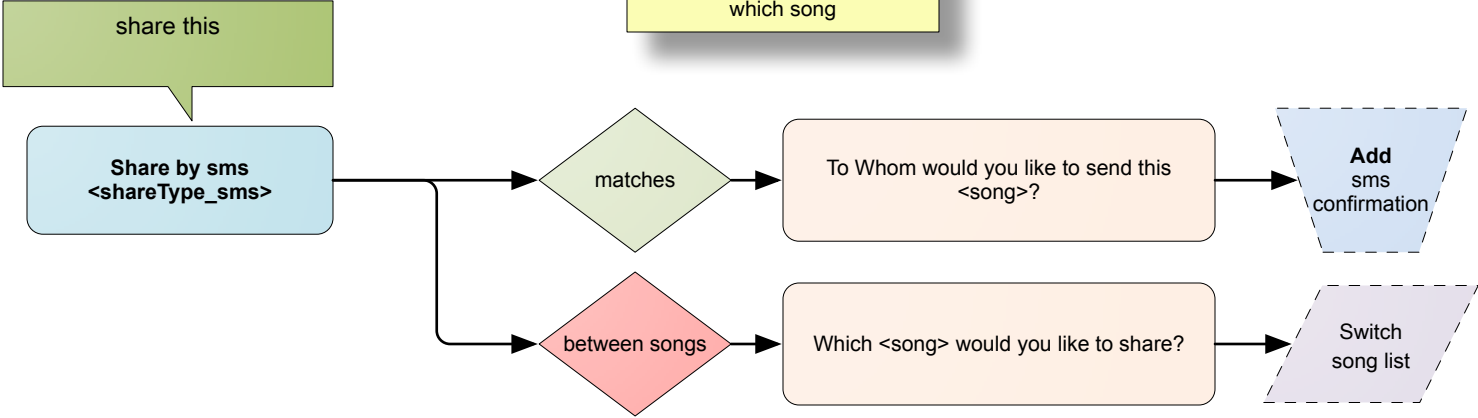 share this
which song
Share by sms
<shareType_sms>
matches
To Whom would you like to send this
<song>?
Add
sms
confirmation
between songs
Which <song> would you like to share?
Switch
song list